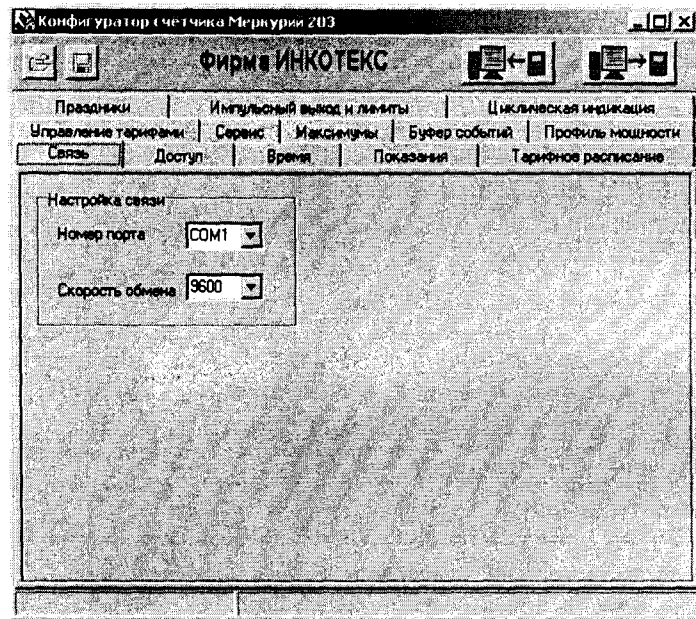 Конфигуратор счетчика Меркурий 203
Фирма ИНКОТЕКС
Праздники Импульсный выход и лимиты Циклическая индикация
Управление тарифами Сервис Максимумы Буфер событий Профиль мощности
Связь Доступ Время Показания Тарифное расписание
Настройка связи
Номер порта COM1
Скорость обмена 9600